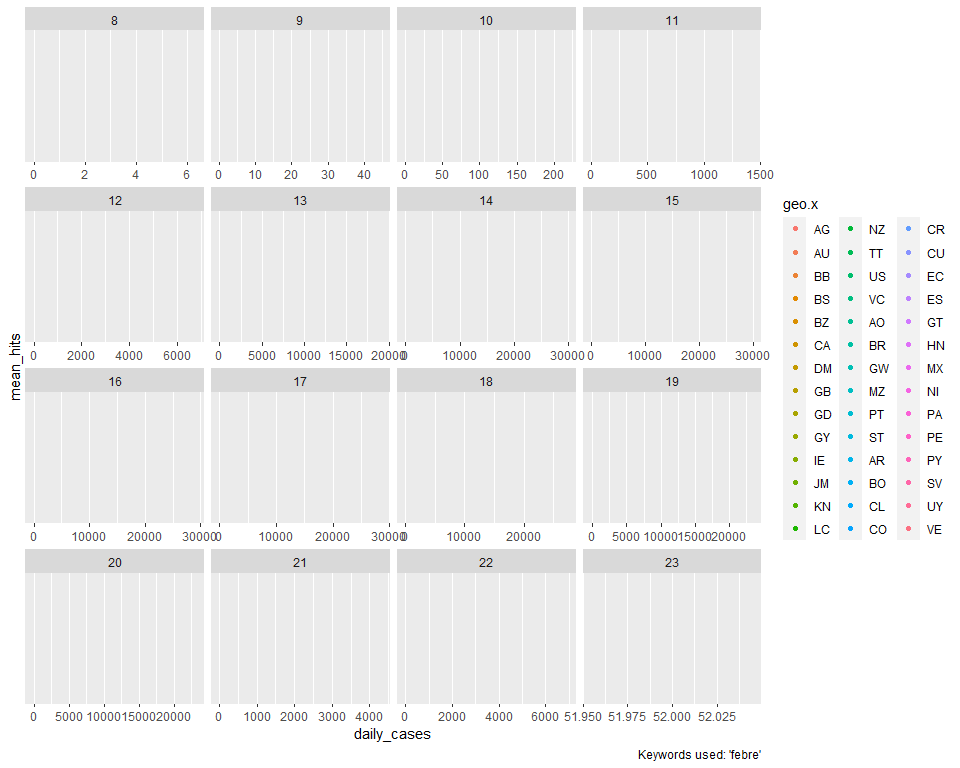 8 9 10 11
0 2 4 6 0 10 20 30 40 0 50 100 150 200 0 500 1000 1500
12 13 14 15
0 2000 4000 6000 0 5000 10000 15000 20000 0 10000 20000 30000 0 10000 20000 30000
16 17 18 19
0 10000 20000 30000 0 10000 20000 30000 0 10000 20000 0 5000 10000 15000 20000
20 21 22 23
0 5000 10000 15000 20000 0 1000 2000 3000 4000 0 2000 4000 6000 51.950 51.975 52.000 52.025
mean_hits
daily_cases
Keywords used: 'febre'
geo.x
AG NZ CR
AU TT CU
BB US EC
BS VC ES
BZ AO GT
CA BR HN
DM GW MX
GB MZ NI
GD PT PA
GY ST PE
IE AR PY
JM BO SV
KN CL UY
LC CO VE